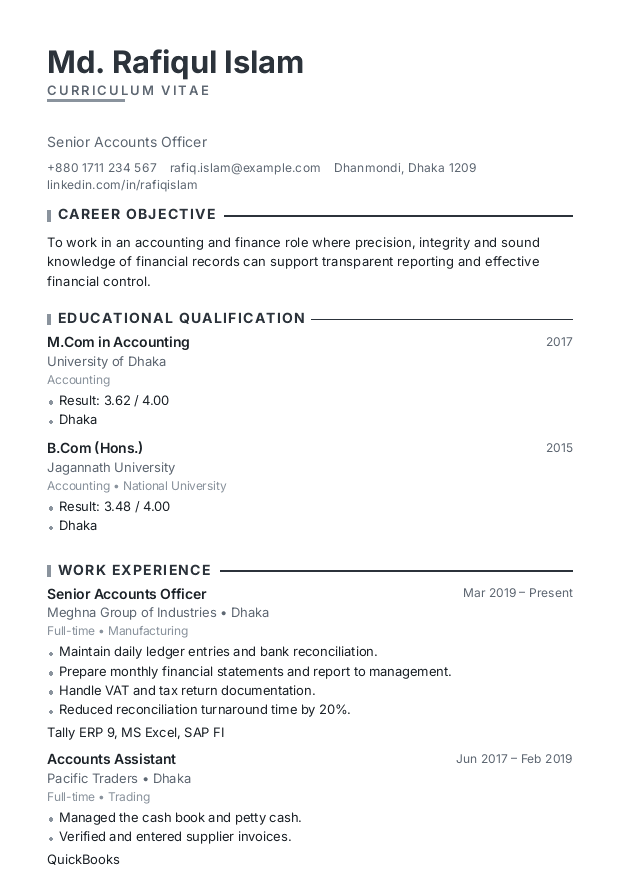 Md. Rafiqul Islam
CURRICULUM VITAE
Senior Accounts Officer
+880 1711 234 567 rafiq.islam@example.com Dhanmondi, Dhaka 1209
linkedin.com/in/rafiqislam
CAREER OBJECTIVE
To work in an accounting and finance role where precision, integrity and sound
knowledge of financial records can support transparent reporting and effective
financial control.
EDUCATIONAL QUALIFICATION
M.Com in Accounting 2017
University of Dhaka
Accounting
• Result: 3.62 / 4.00
• Dhaka
B.Com (Hons.) 2015
Jagannath University
Accounting • National University
• Result: 3.48 / 4.00
• Dhaka
WORK EXPERIENCE
Senior Accounts Officer Mar 2019 – Present
Meghna Group of Industries • Dhaka
Full-time • Manufacturing
• Maintain daily ledger entries and bank reconciliation.
• Prepare monthly financial statements and report to management.
• Handle VAT and tax return documentation.
• Reduced reconciliation turnaround time by 20%.
Tally ERP 9, MS Excel, SAP FI
Accounts Assistant Jun 2017 – Feb 2019
Pacific Traders • Dhaka
Full-time • Trading
• Managed the cash book and petty cash.
• Verified and entered supplier invoices.
QuickBooks